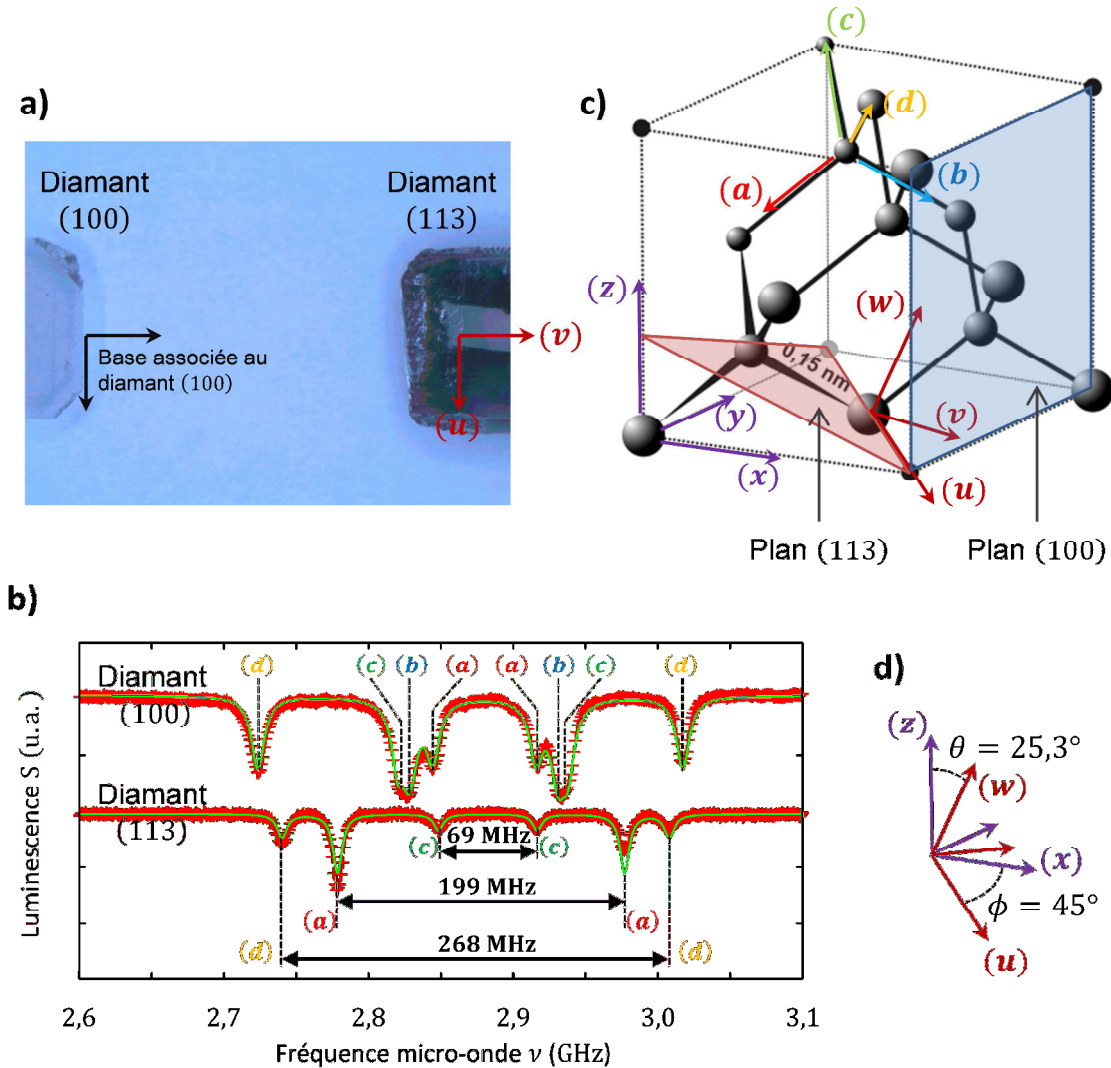 a)
Diamant
(100)
Diamant
(113)
Base associée au
diamant (100)
(v)
(u)
c)
(c)
(d)
(a)
(b)
(z)
(w)
0,15 nm
(y)
(v)
(x)
(u)
Plan (113)
Plan (100)
b)
Luminescence S (u.a.)
Diamant
(100)
(d)
(c)
(b)
(a)
(a)
(b)
(c)
(d)
Diamant
(113)
69 MHz
(c)
(c)
199 MHz
(a)
(a)
268 MHz
(d)
(d)
2,6
2,7
2,8
2,9
3,0
3,1
Fréquence micro-onde ν (GHz)
d)
(z)
θ = 25,3°
(w)
(x)
ϕ = 45°
(u)